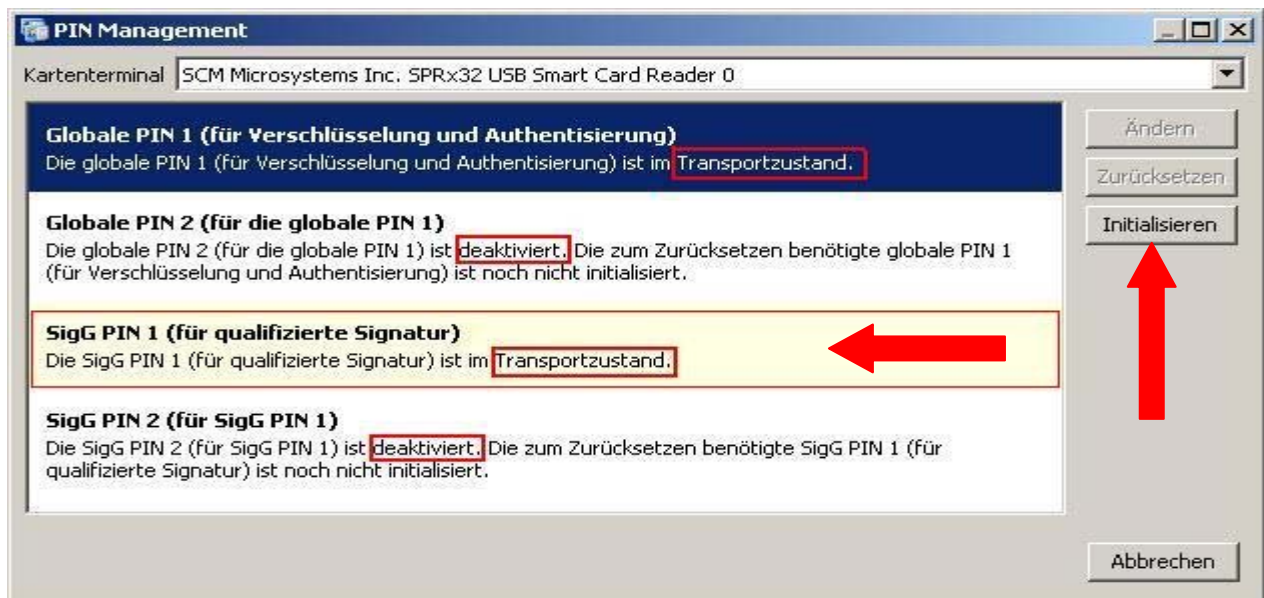 PIN Management
Kartenterminal SCM Microsystems Inc. SPRx32 USB Smart Card Reader 0
Globale PIN 1 (für Verschlüsselung und Authentisierung)
Die globale PIN 1 (für Verschlüsselung und Authentisierung) ist im Transportzustand.
Ändern
Zurücksetzen
Initialisieren
Globale PIN 2 (für die globale PIN 1)
Die globale PIN 2 (für die globale PIN 1) ist deaktiviert. Die zum Zurücksetzen benötigte globale PIN 1
(für Verschlüsselung und Authentisierung) ist noch nicht initialisiert.
SigG PIN 1 (für qualifizierte Signatur)
Die SigG PIN 1 (für qualifizierte Signatur) ist im Transportzustand.
SigG PIN 2 (für SigG PIN 1)
Die SigG PIN 2 (für SigG PIN 1) ist deaktiviert. Die zum Zurücksetzen benötigte SigG PIN 1 (für
qualifizierte Signatur) ist noch nicht initialisiert.
Abbrechen